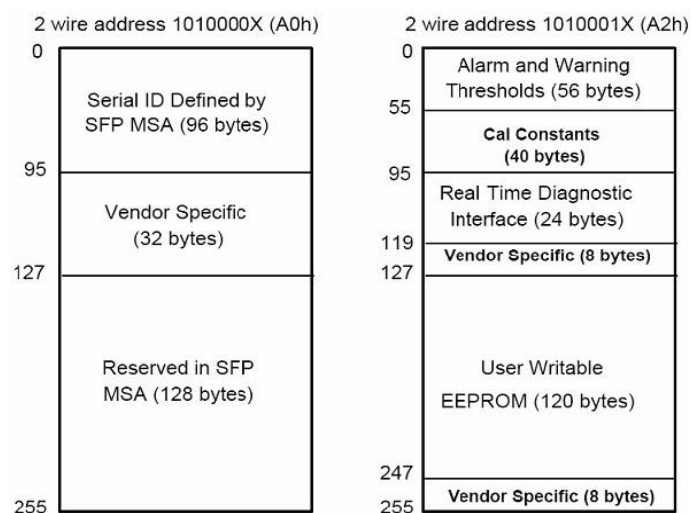 2 wire address 1010000X (A0h)
0
Serial ID Defined by
SFP MSA (96 bytes)
95
Vendor Specific
(32 bytes)
127
Reserved in SFP
MSA (128 bytes)
255
2 wire address 1010001X (A2h)
0
Alarm and Warning
Thresholds (56 bytes)
55
Cal Constants
(40 bytes)
95
Real Time Diagnostic
Interface (24 bytes)
119
Vendor Specific (8 bytes)
127
User Writable
EEPROM (120 bytes)
247
Vendor Specific (8 bytes)
255